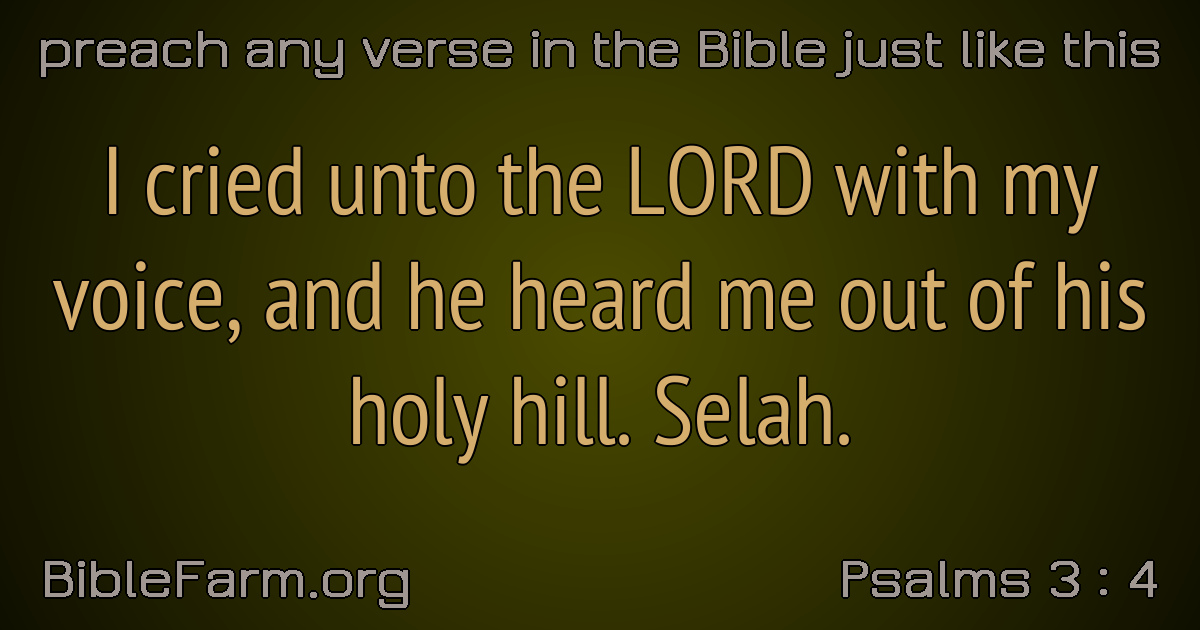 preach any verse in the Bible just like this
I cried unto the LORD with my
voice, and he heard me out of his
holy hill. Selah.
BibleFarm.org
Psalms 3 : 4